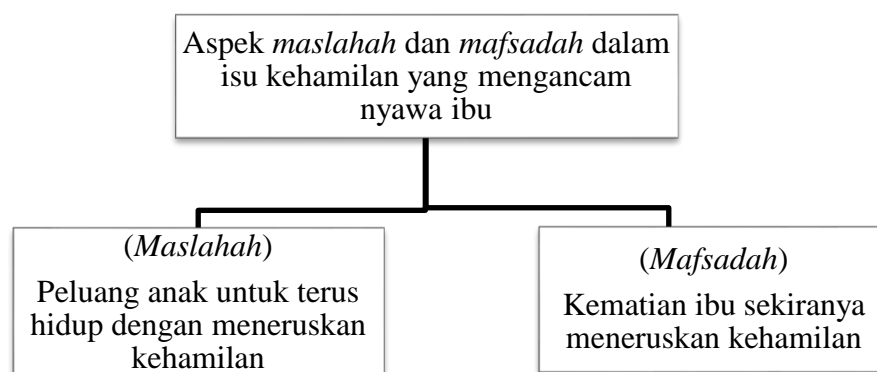 Aspek maslahah dan mafsadah dalam
isu kehamilan yang mengancam
nyawa ibu
(Maslahah)
Peluang anak untuk terus
hidup dengan meneruskan
kehamilan
(Mafsadah)
Kematian ibu sekiranya
meneruskan kehamilan